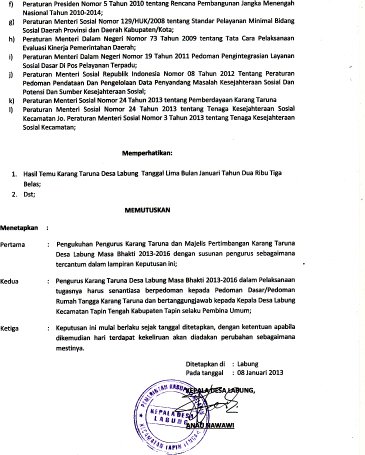 f) Peraturan Presiden Nomor 5 Tahun 2010 tentang Rencana Pembangunan Jangka Menengah
Nasional Tahun 2010-2014;
g) Peraturan Menteri Sosial Nomor 129/HUK/2008 tentang Standar Pelayanan Minimal Bidang
Sosial Daerah Provinsi dan Daerah Kabupaten/Kota;
h) Peraturan Menteri Dalam Negeri Nomor 73 Tahun 2009 tentang Tata Cara Pelaksanaan
Evaluasi Kinerja Pemerintahan Daerah;
i) Peraturan Menteri Dalam Negeri Nomor 19 Tahun 2011 Pedoman Pengintegrasian Layanan
Sosial Dasar Di Pos Pelayanan Terpadu;
j) Peraturan Menteri Sosial Republik Indonesia Nomor 08 Tahun 2012 Tentang Peraturan
Pedoman Pendataan Dan Pengelolaan Data Penyandang Masalah Kesejahteraan Sosial Dan
Potensi Dan Sumber Kesejahteraan Sosial;
k) Peraturan Menteri Sosial Nomor 24 Tahun 2013 tentang Pemberdayaan Karang Taruna
l) Peraturan Menteri Sosial Nomor 24 Tahun 2013 tentang Tenaga Kesejahteraan Sosial
Kecamatan Jo. Peraturan Menteri Sosial Nomor 3 Tahun 2013 tentang Tenaga Kesejahteraan
Sosial Kecamatan;
Memperhatikan:
1. Hasil Temu Karang Taruna Desa Labung Tanggal Lima Bulan Januari Tahun Dua Ribu Tiga
Belas;
2. Dst;
MEMUTUSKAN
Menetapkan :
Pertama : Pengukuhan Pengurus Karang Taruna dan Majelis Pertimbangan Karang Taruna
Desa Labung Masa Bhakti 2013-2016 dengan susunan pengurus sebagaimana
tercantum dalam lampiran Keputusan ini;
Kedua : Pengurus Karang Taruna Desa Labung Masa Bhakti 2013-2016 dalam Pelaksanaan
tugasnya harus senantiasa berpedoman kepada Pedoman Dasar/Pedoman
Rumah Tangga Karang Taruna dan bertanggungjawab kepada Kepala Desa Labung
Kecamatan Tapin Tengah Kabupaten Tapin selaku Pembina Umum;
Ketiga : Keputusan ini mulai berlaku sejak tanggal ditetapkan, dengan ketentuan apabila
dikemudian hari terdapat kekeliruan akan diadakan perubahan sebagaimana
mestinya.
Ditetapkan di : Labung
Pada tanggal : 08 Januari 2013
KEPALA DESA LABUNG,
PEMERINTAH KABUPATEN
KEPALA DESA
LABUNG
KECAMATAN TAPIN TENGAH
NAWAWI